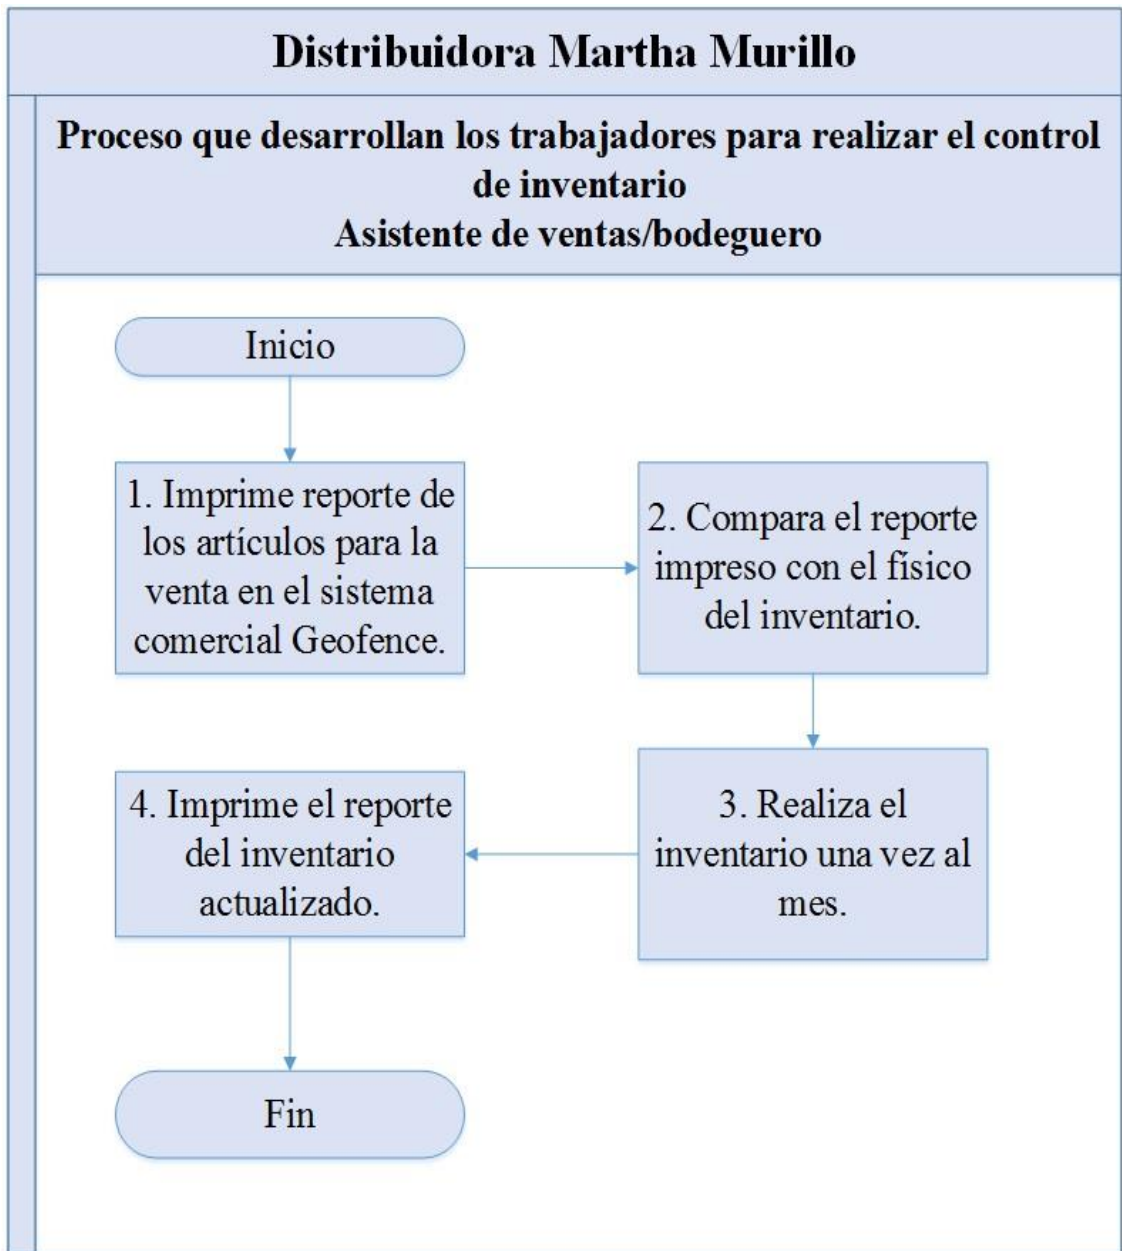 Distribuidora Martha Murillo
Proceso que desarrollan los trabajadores para realizar el control
de inventario
Asistente de ventas/bodeguero
Inicio
1. Imprime reporte de
los artículos para la
venta en el sistema
comercial Geofence.
2. Compara el reporte
impreso con el físico
del inventario.
3. Realiza el
inventario una vez al
mes.
4. Imprime el reporte
del inventario
actualizado.
Fin